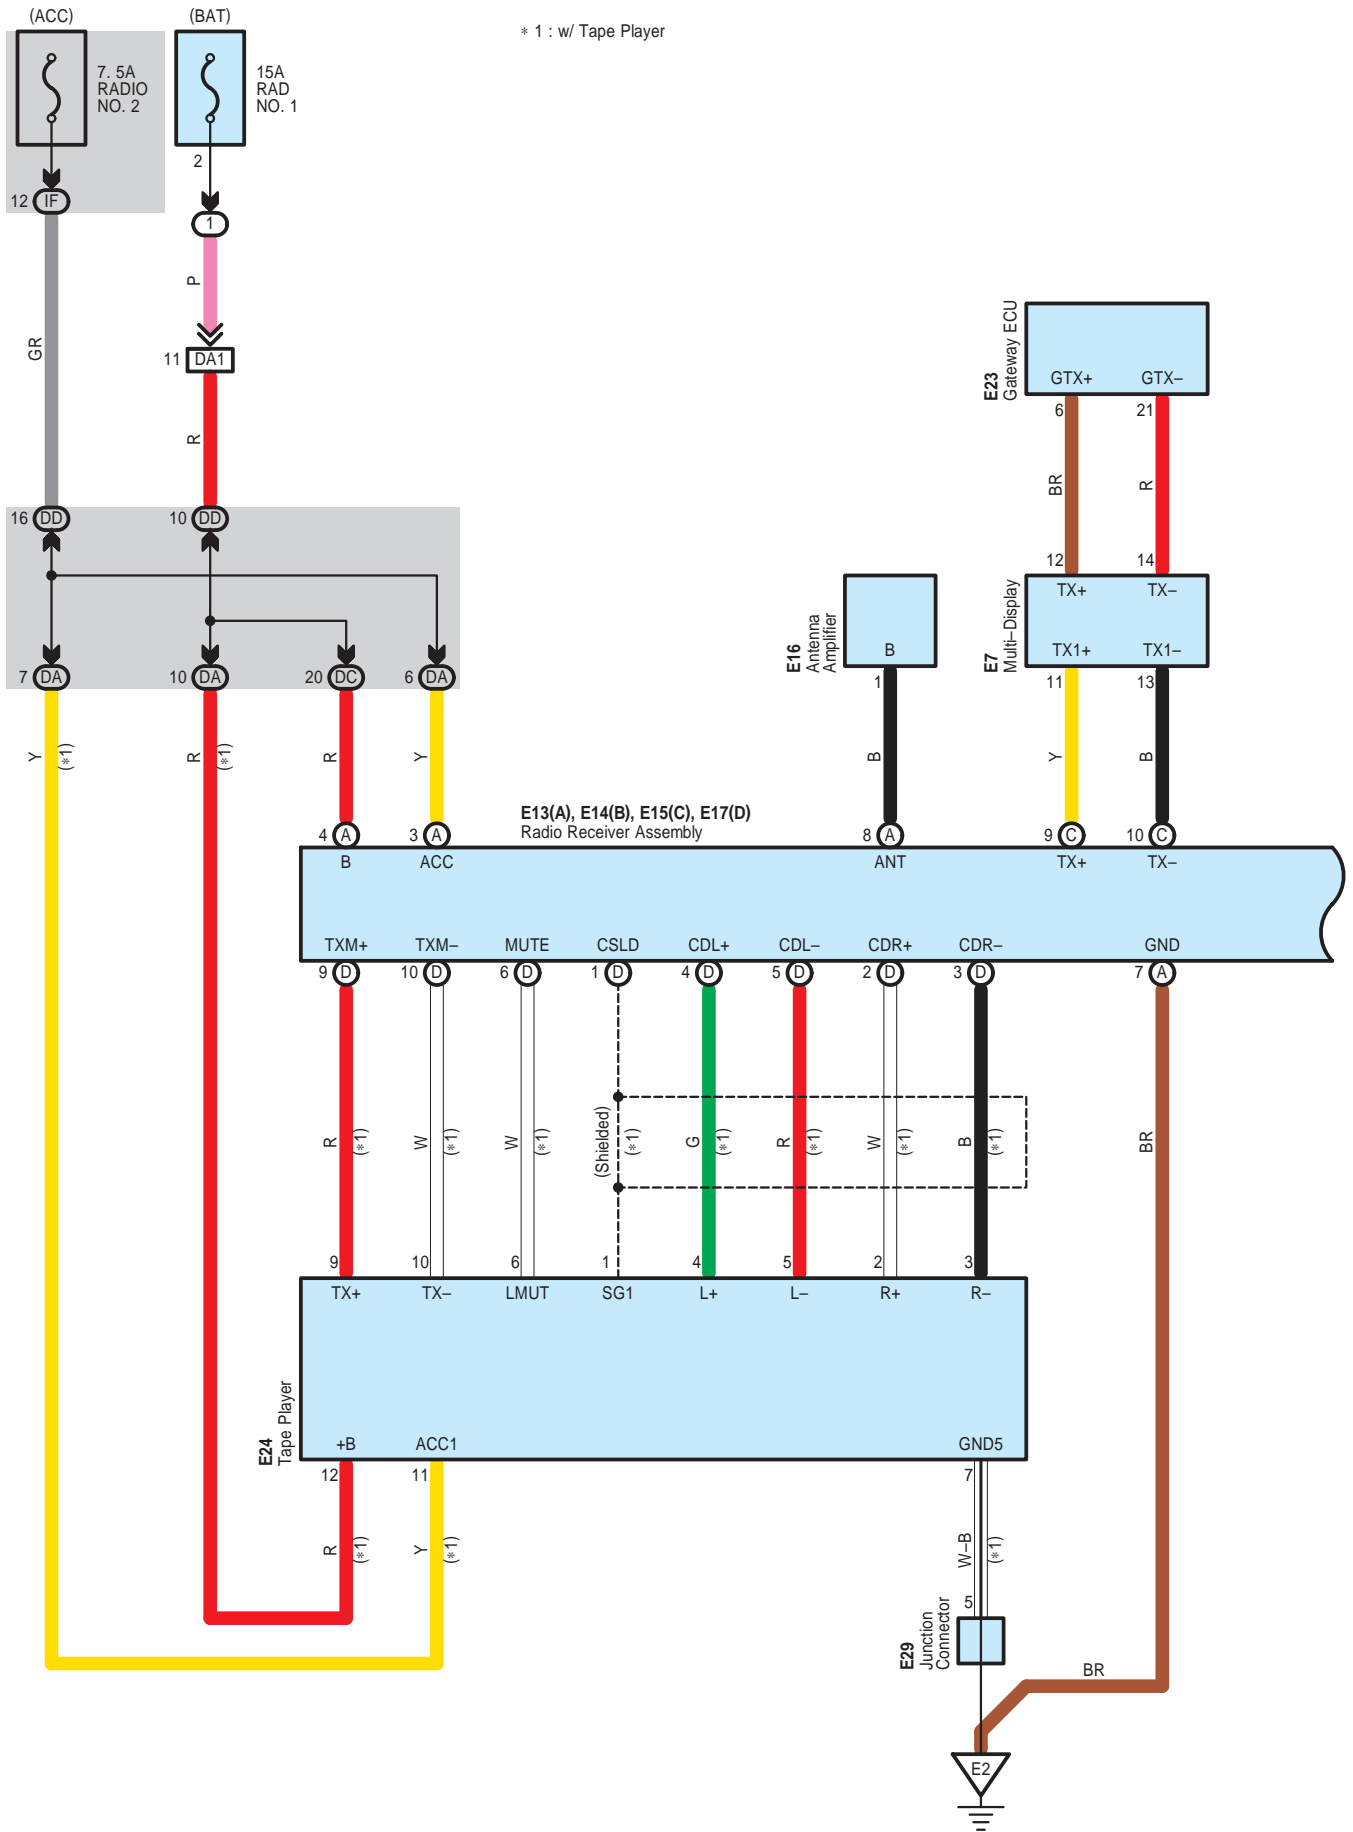 (ACC)
(BAT)
∗ 1 : w/ Tape Player
7. 5A
RADIO
NO. 2
15A
RAD
NO. 1
2
12 IF
1
P
GR
11 DA1
R
E23
Gateway ECU
GTX+ GTX–
6 21
BR R
16 DD 10 DD
12 14
E16
Antenna
Amplifier
B
1
E7
Multi–Display
TX+ TX–
TX1+ TX1–
11 13
7 DA 10 DA 20 DC 6 DA
Y (∗1) R (∗1) R Y B Y B
E13(A), E14(B), E15(C), E17(D)
Radio Receiver Assembly
4 A 3 A 8 A 9 C 10 C
B ACC ANT TX+ TX–
TXM+ TXM– MUTE CSLD CDL+ CDL– CDR+ CDR– GND
9 D 10 D 6 D 1 D 4 D 5 D 2 D 3 D 7 A
R (∗1) W (∗1) W (∗1) (Shielded) (∗1) G (∗1) R (∗1) W (∗1) B (∗1) BR
9 10 6 1 4 5 2 3
TX+ TX– LMUT SG1 L+ L– R+ R–
E24
Tape Player
+B ACC1 GND5
12 11 7
R (∗1) Y (∗1) W–B (∗1)
5
E29
Junction
Connector
BR
E2